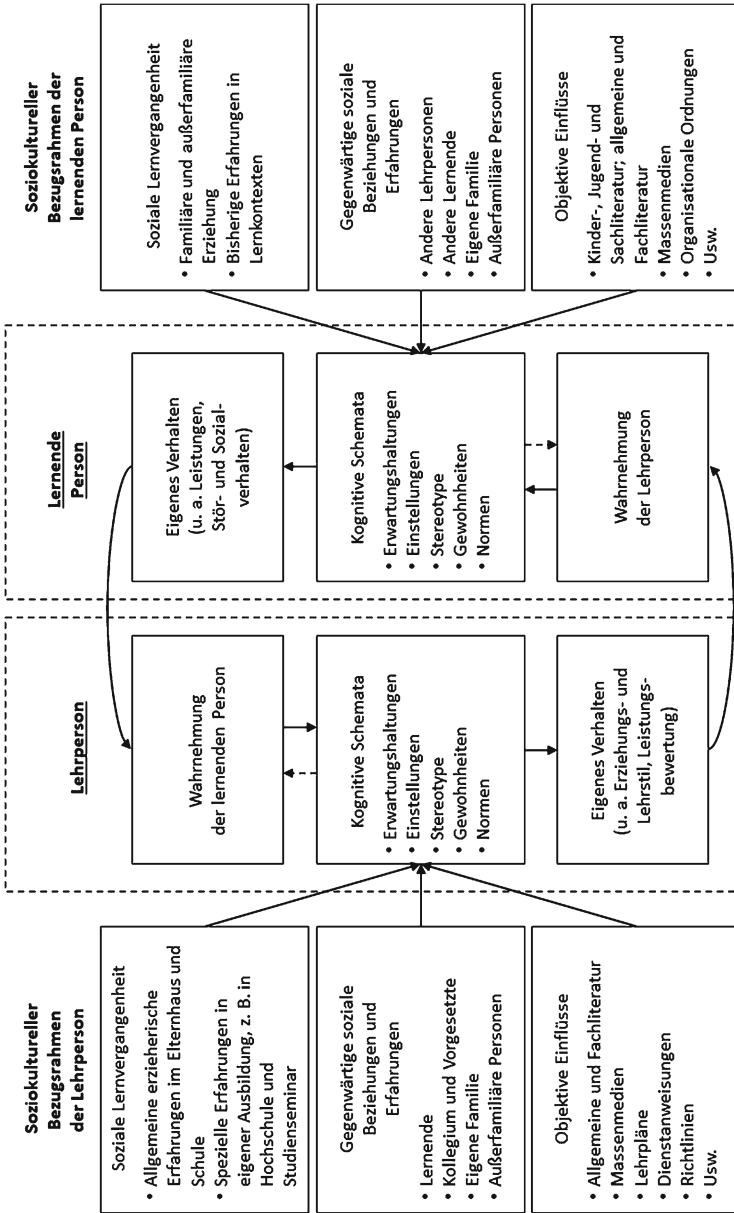 Soziokultureller
Bezugsrahmen
der Lehrperson
Soziale Lernvergangenheit
• Allgemeine erzieherische
Erfahrungen im Elternhaus und
Schule
• Spezielle Erfahrungen in
eigener Ausbildung, z. B. in
Hochschule und
Studienseminar
Gegenwärtige soziale
Beziehungen und
Erfahrungen
• Lernende
• Kollegium und Vorgesetzte
• Eigene Familie
• Außerfamiliäre Personen
Objektive Einflüsse
• Allgemeine und Fachliteratur
• Massenmedien
• Lehrpläne
• Dienstanweisungen
• Richtlinien
• Usw.
Lehrperson
Wahrnehmung
der lernenden Person
Kognitive Schemata
• Erwartungshaltungen
• Einstellungen
• Stereotype
• Gewohnheiten
• Normen
Eigenes Verhalten
(u. a. Erziehungs- und
Lehrstil, Leistungs-
bewertung)
Lernende
Person
Eigenes Verhalten
(u. a. Leistungen,
Stör- und Sozial-
verhalten)
Kognitive Schemata
• Erwartungshaltungen
• Einstellungen
• Stereotype
• Gewohnheiten
• Normen
Wahrnehmung
der Lehrperson
Soziokultureller
Bezugsrahmen der
lernenden Person
Soziale Lernvergangenheit
• Familiäre und außerfamiliäre
Erziehung
• Bisherige Erfahrungen in
Lernkontexten
Gegenwärtige soziale
Beziehungen und
Erfahrungen
• Andere Lehrpersonen
• Andere Lernende
• Eigene Familie
• Außerfamiliäre Personen
Objektive Einflüsse
• Kinder-, Jugend- und
Sachliteratur; allgemeine und
Fachliteratur
• Massenmedien
• Organisationale Ordnungen
• Usw.